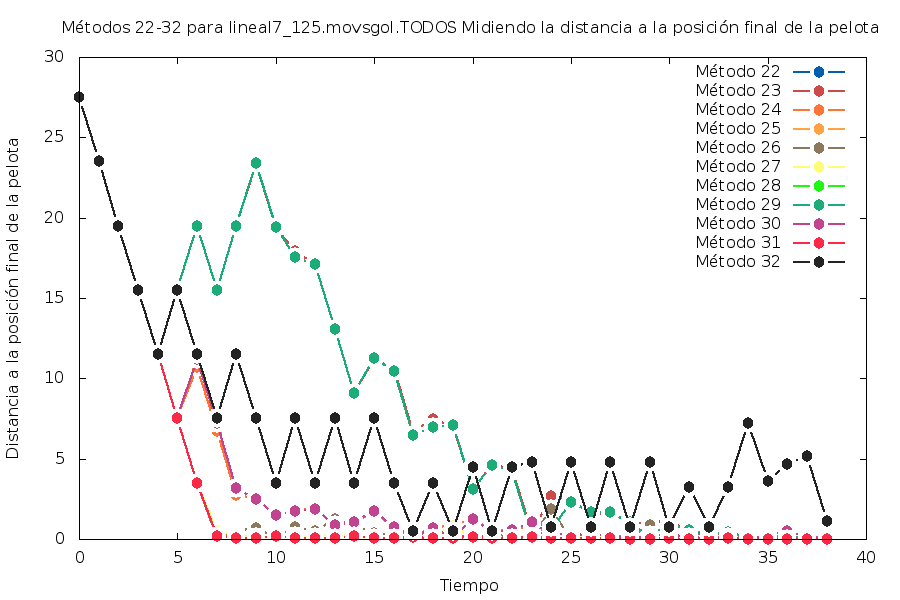 Métodos 22-32 para lineal7_125.movsgol.TODOS Midiendo la distancia a la posición final de la pelota
Distancia a la posición final de la pelota
30
25
20
15
10
5
0
Método 22
Método 23
Método 24
Método 25
Método 26
Método 27
Método 28
Método 29
Método 30
Método 31
Método 32
0 5 10 15 20 25 30 35 40
Tiempo